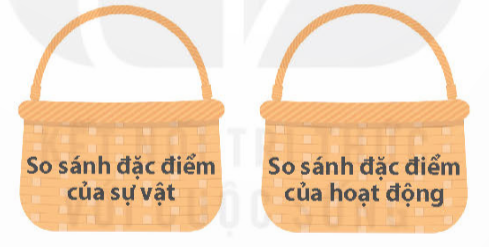 So sánh đặc điểm
của sự vật
So sánh đặc điểm
của hoạt động